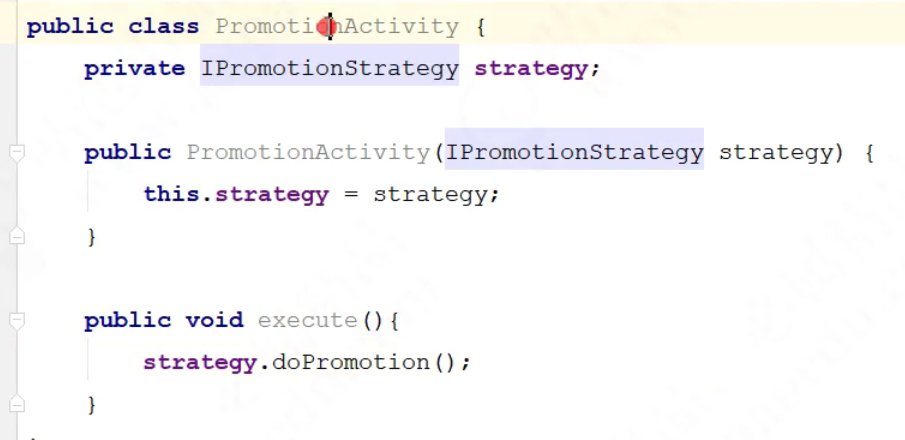 public class PromotionActivity {
private IPromotionStrategy strategy;
public PromotionActivity(IPromotionStrategy strategy) {
this.strategy = strategy;
}
public void execute(){
strategy.doPromotion();
}